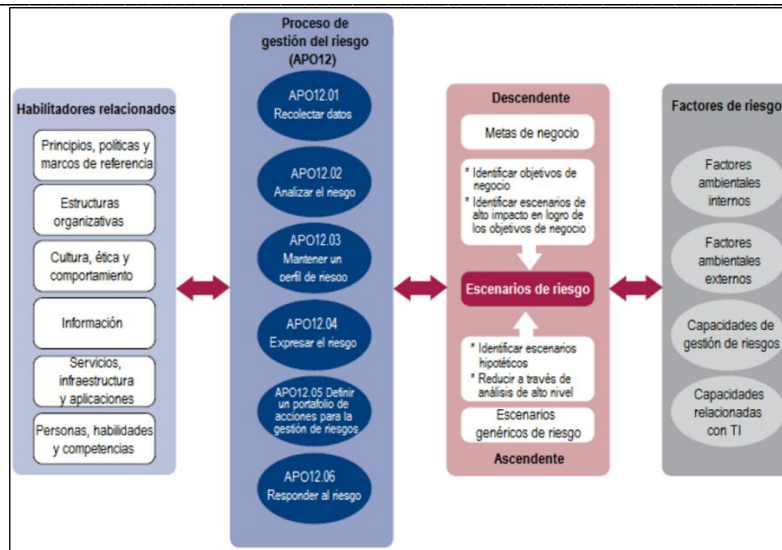 Habilitadores relacionados
Principios, políticas y
marcos de referencia
Estructuras
organizativas
Cultura, ética y
comportamiento
Información
Servicios,
infraestructura
y aplicaciones
Personas, habilidades
y competencias
Proceso de
gestión del riesgo
(APO12)
APO12.01
Recolectar datos
APO12.02
Analizar el riesgo
APO12.03
Mantener un
perfil de riesgo
APO12.04
Expresar el riesgo
APO12.05 Definir
un portafolio de
acciones para la
gestión de riesgos
APO12.06
Responder al riesgo
Descendente
Metas de negocio
* Identificar objetivos de
negocio
* Identificar escenarios de
alto impacto en logro de
los objetivos de negocio
Escenarios de riesgo
* Identificar escenarios
hipotéticos
* Reducir a través de
análisis de alto nivel
Escenarios
genéricos de riesgo
Ascendente
Factores de riesgo
Factores
ambientales
internos
Factores
ambientales
externos
Capacidades de
gestión de riesgos
Capacidades
relacionadas
con TI